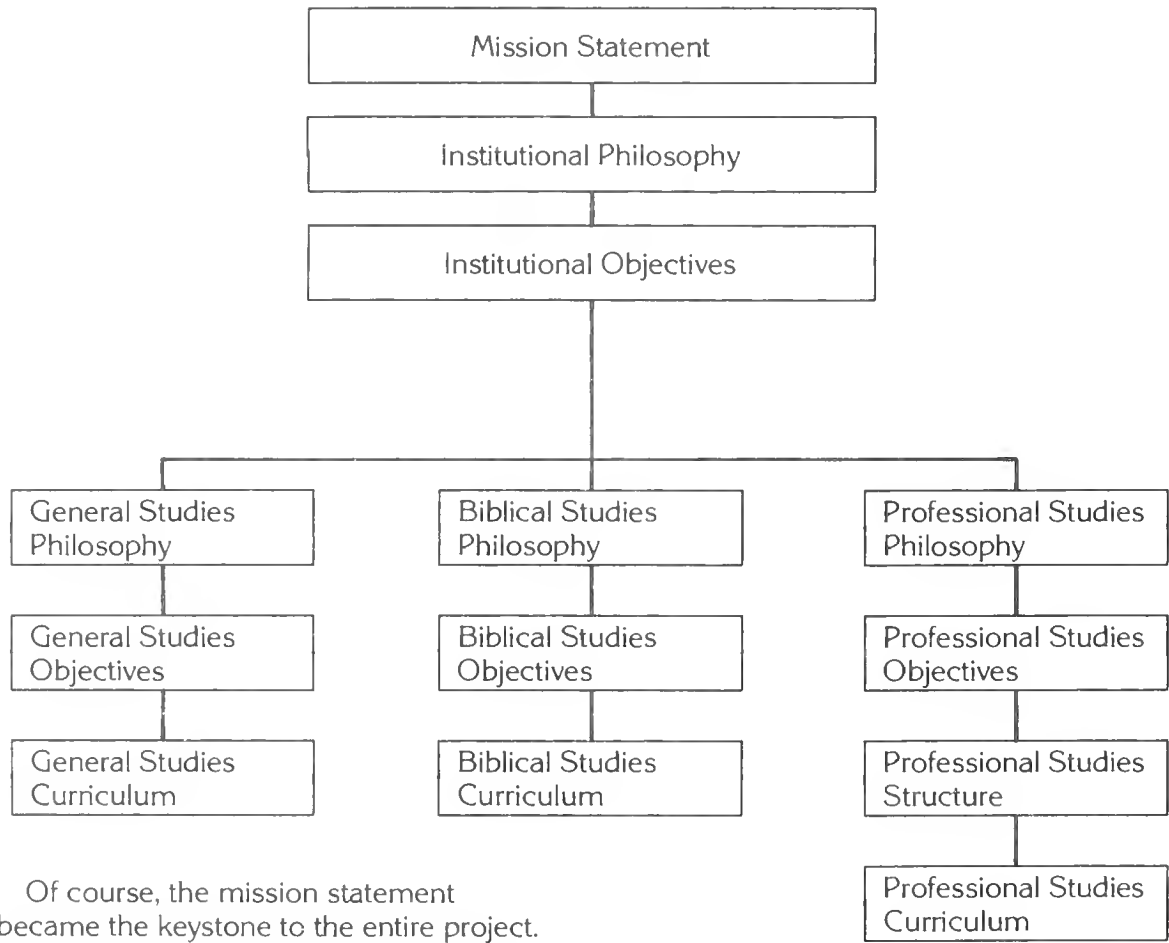 Mission Statement
Institutional Philosophy
Institutional Objectives
General Studies
Philosophy
General Studies
Objectives
General Studies
Curriculum
Biblical Studies
Philosophy
Biblical Studies
Objectives
Biblical Studies
Curriculum
Professional Studies
Philosophy
Professional Studies
Objectives
Professional Studies
Structure
Professional Studies
Curriculum
Of course, the mission statement
became the keystone to the entire project.